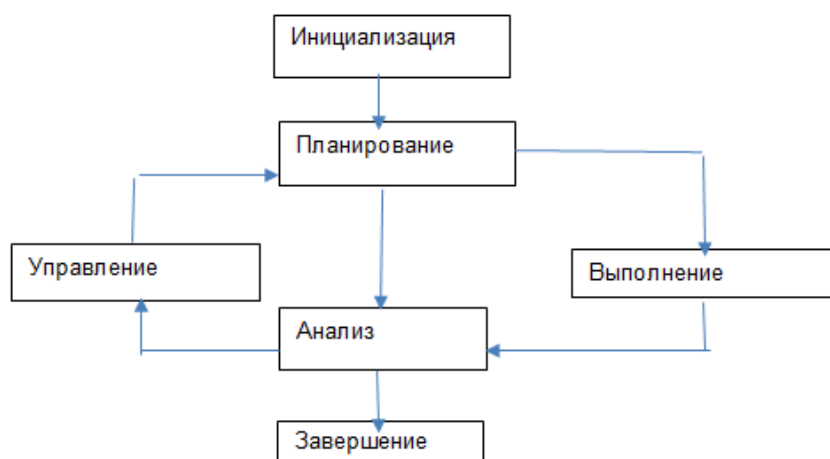 Инициализация
Планирование
Управление
Выполнение
Анализ
Завершение